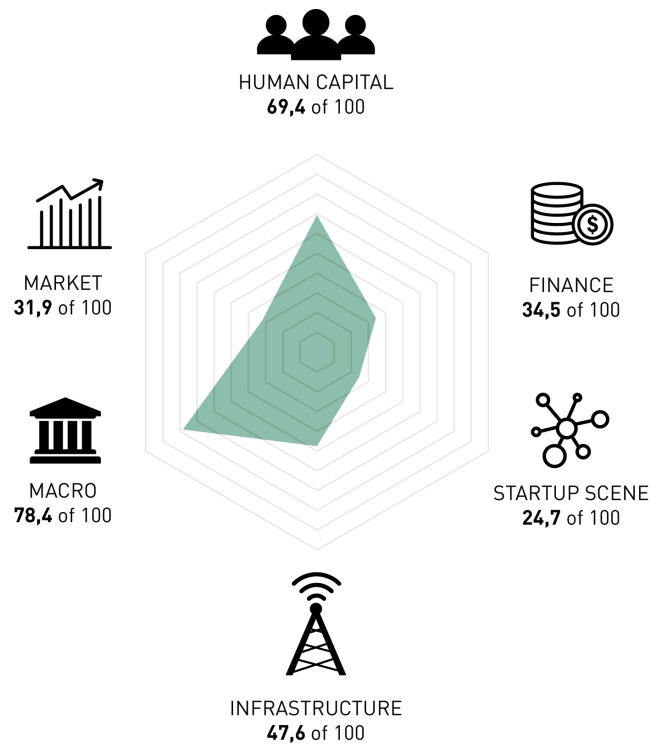 HUMAN CAPITAL
69,4 of 100
MARKET
31,9 of 100
$
FINANCE
34,5 of 100
MACRO
78,4 of 100
STARTUP SCENE
24,7 of 100
INFRASTRUCTURE
47,6 of 100